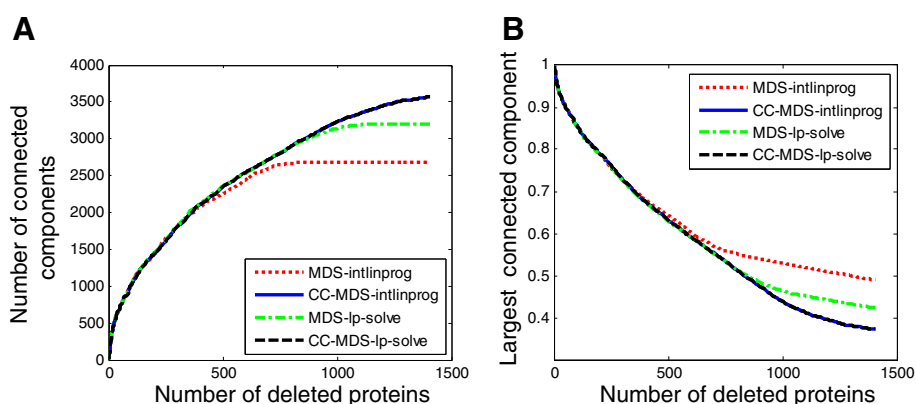 A
Number of connected
components
4000
3500
3000
2500
2000
1500
1000
500
0
0
500
1000
1500
Number of deleted proteins
MDS-intlinprog
CC-MDS-intlinprog
MDS-lp-solve
CC-MDS-lp-solve
B
Largest connected component
1
0.9
0.8
0.7
0.6
0.5
0.4
0
500
1000
1500
Number of deleted proteins
MDS-intlinprog
CC-MDS-intlinprog
MDS-lp-solve
CC-MDS-lp-solve